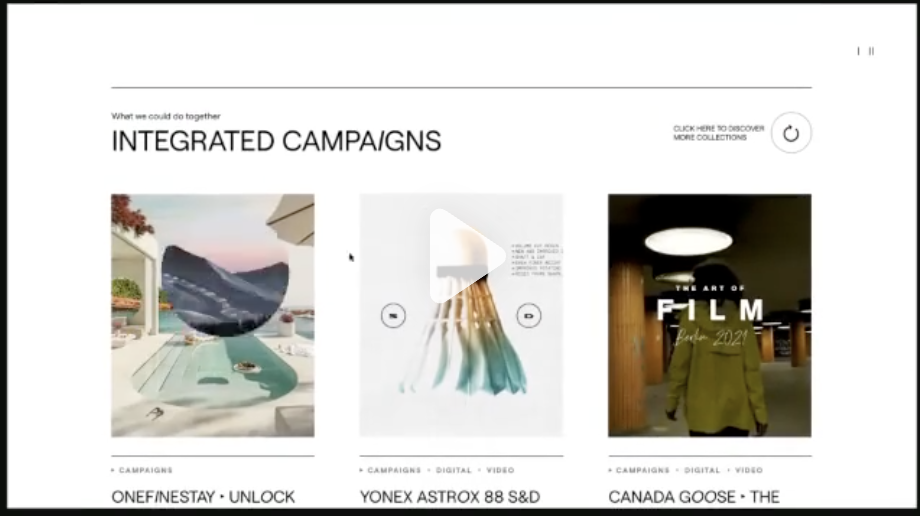 What we could do together
INTEGRATED CAMPAIGNS
CLICK HERE TO DISCOVER
MORE COLLECTIONS
S
D
THE ART OF
FILM
Berlin 2021
CAMPAIGNS
ONEFINESTAY • UNLOCK
CAMPAIGNS • DIGITAL • VIDEO
YONEX ASTROX 88 S&D
CAMPAIGNS • DIGITAL • VIDEO
CANADA GOOSE • THE